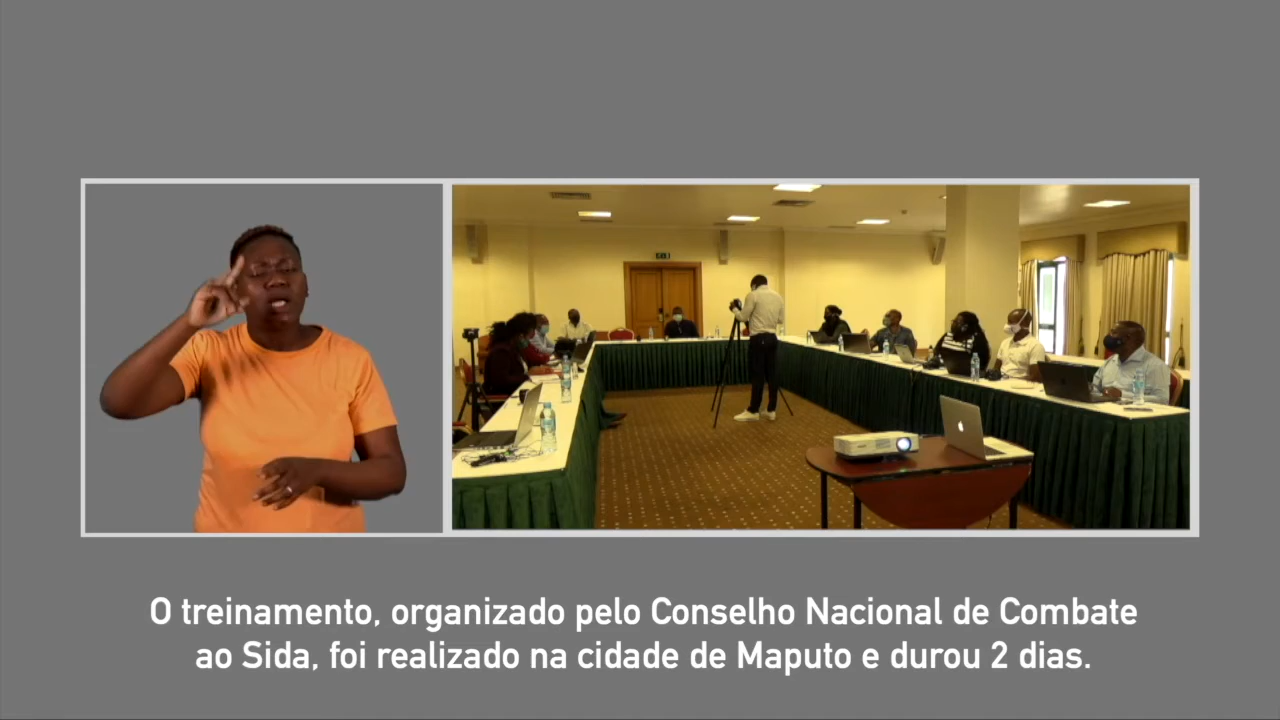 O treinamento, organizado pelo Conselho Nacional de Combate
ao Sida, foi realizado na cidade de Maputo e durou 2 dias.